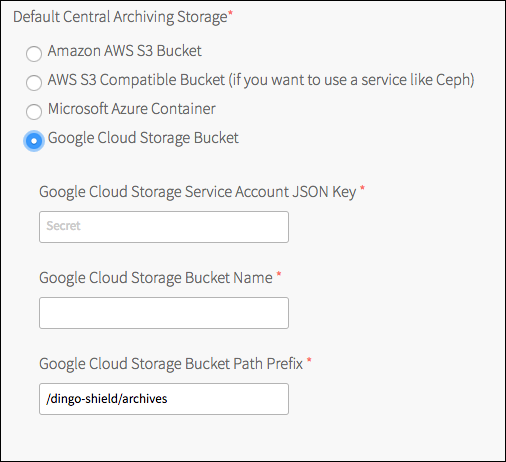 Default Central Archiving Storage*
Amazon AWS S3 Bucket
AWS S3 Compatible Bucket (if you want to use a service like Ceph)
Microsoft Azure Container
Google Cloud Storage Bucket
Google Cloud Storage Service Account JSON Key *
Secret
Google Cloud Storage Bucket Name *
Google Cloud Storage Bucket Path Prefix *
/dingo-shield/archives